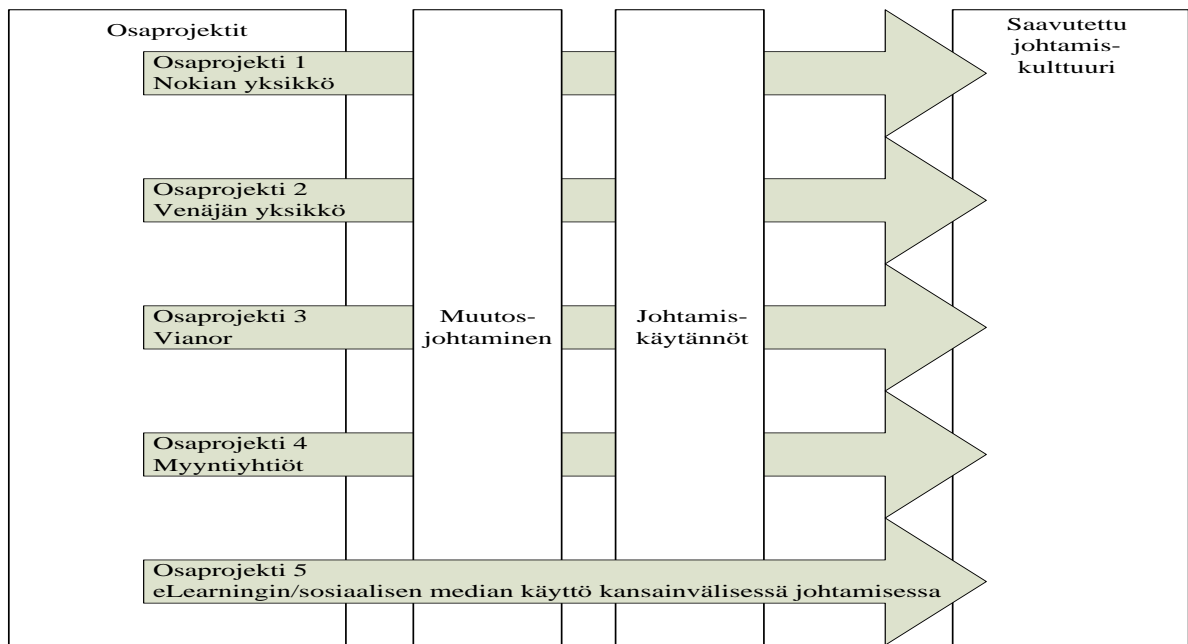 Osaprojektit
Osaprojekti 1
Nokian yksikkö
Osaprojekti 2
Venäjän yksikkö
Osaprojekti 3
Vianor
Osaprojekti 4
Myyntiyhtiöt
Osaprojekti 5
eLearningin/sosiaalisen median käyttö kansainvälisessä johtamisessa
Muutos-
johtaminen
Johtamis-
käytännöt
Saavutettu
johtamis-
kulttuuri